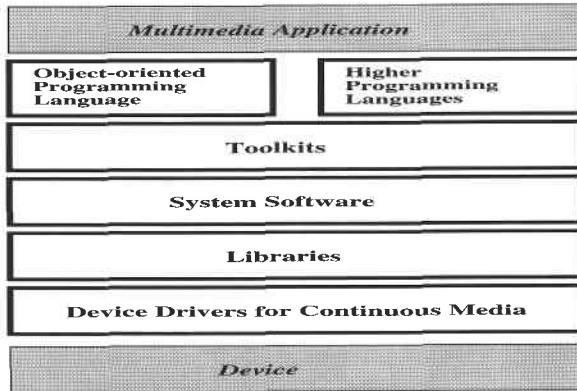 Multimedia Application
Object-oriented
Programming
Language
Higher
Programming
Languages
Toolkits
System Software
Libraries
Device Drivers for Continuous Media
Device